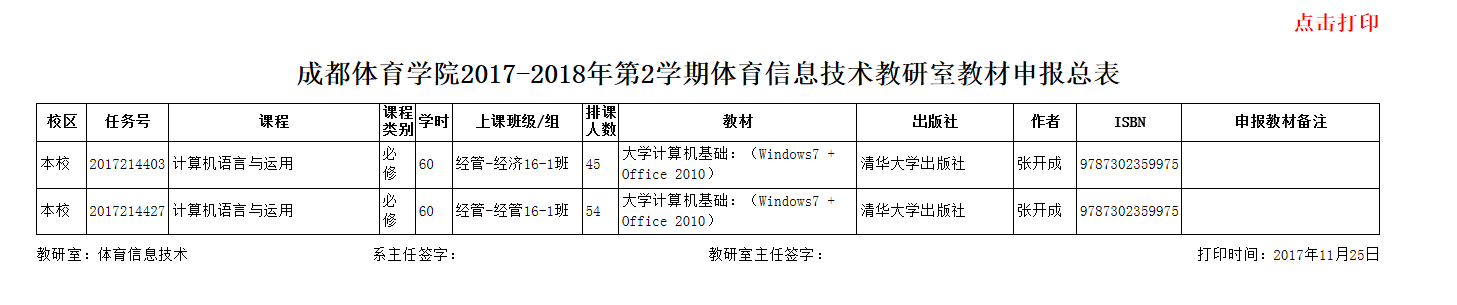 点击打印
成都体育学院2017-2018年第2学期体育信息技术教研室教材申报总表
校区 任务号 课程 课程类别 学时 上课班级/组 排课人数 教材 出版社 作者 ISBN 申报教材备注
本校 2017214403 计算机语言与运用 必修 60 经管-经济16-1班 45 大学计算机基础：（Windows7 + Office 2010） 清华大学出版社 张开成 9787302359975
本校 2017214427 计算机语言与运用 必修 60 经管-经管16-1班 54 大学计算机基础：（Windows7 + Office 2010） 清华大学出版社 张开成 9787302359975
教研室：体育信息技术 系主任签字： 教研室主任签字： 打印时间：2017年11月25日